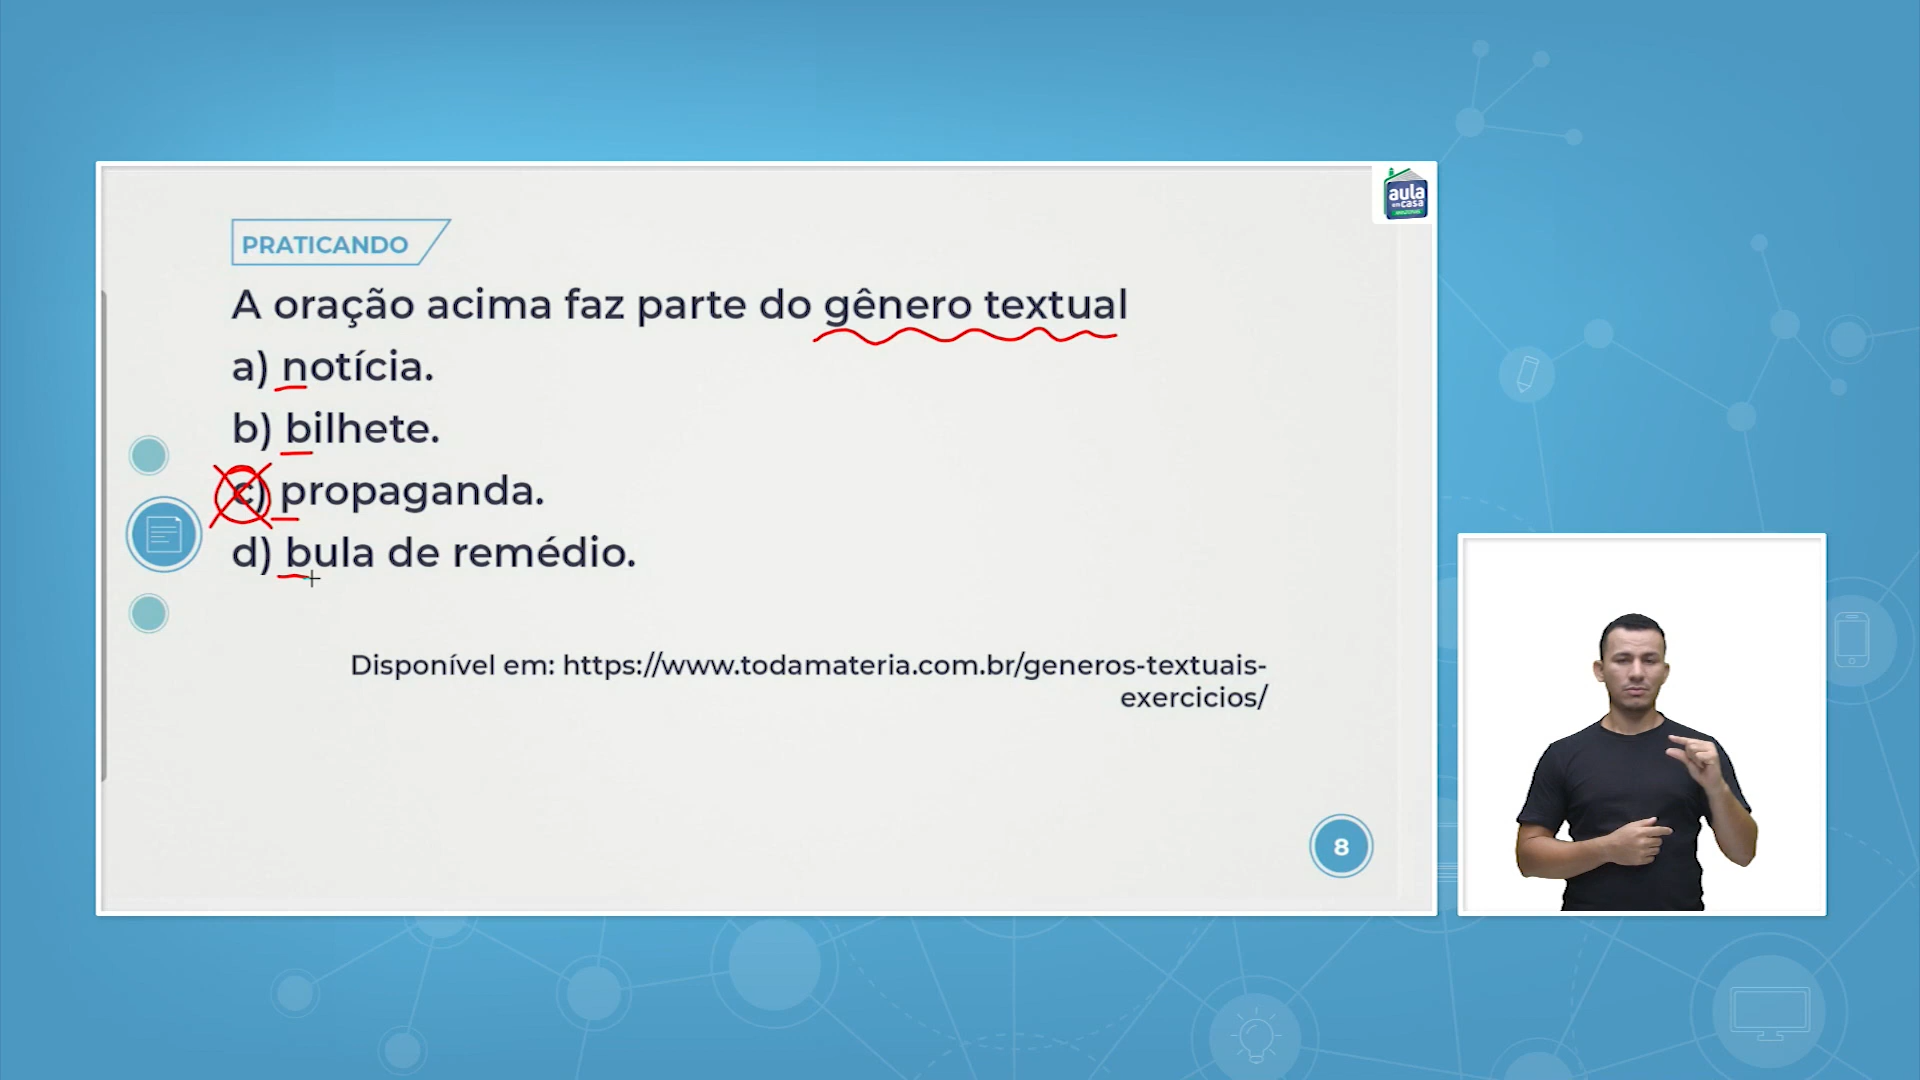 aula
em casa
PRATICANDO
A oração acima faz parte do gênero textual
a) notícia.
b) bilhete.
c) propaganda.
d) bula de remédio.
Disponível em: https://www.todamateria.com.br/generos-textuais-
exercicios/
8